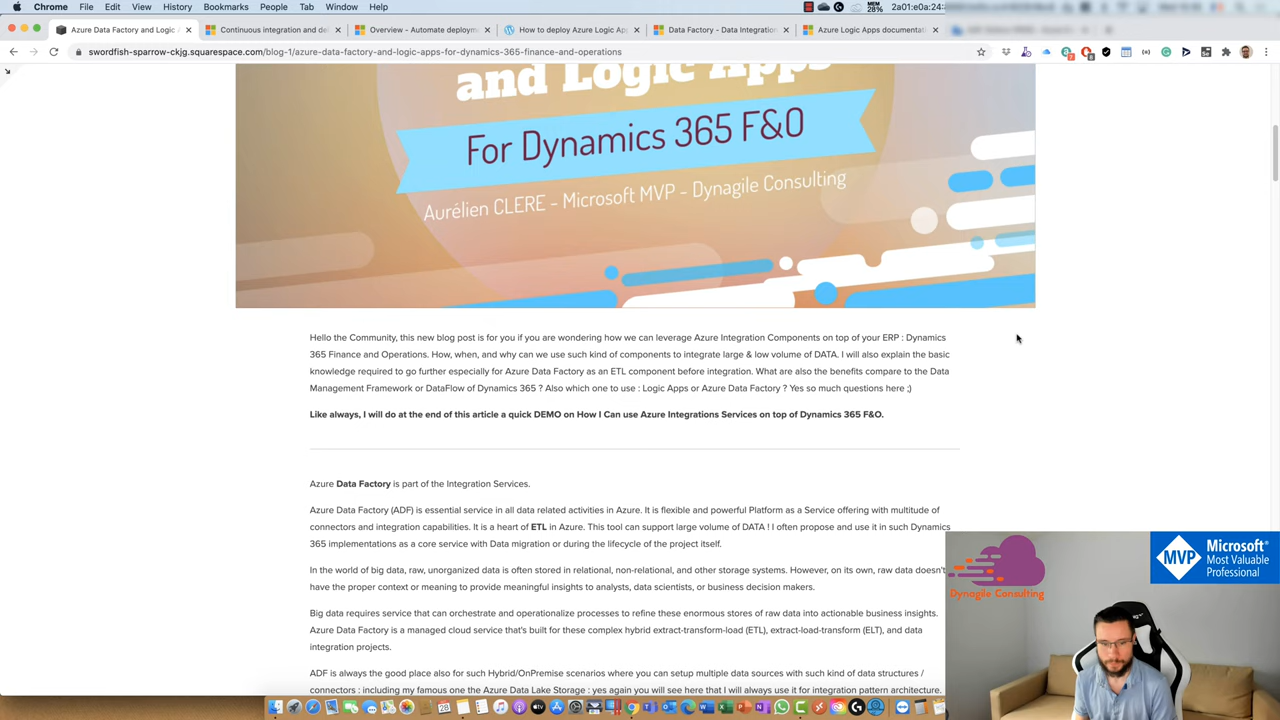 Chrome File Edit View History Bookmarks People Tab Window Help
MEM 28% 2a01:e0a:24:
Azure Data Factory and Logic A
Continuous integration and del
Overview - Automate deploym
How to deploy Azure Logic App
Data Factory - Data Integration
Azure Logic Apps documentati
swordfish-sparrow-ckjg.squarespace.com/blog-1/azure-data-factory-and-logic-apps-for-dynamics-365-finance-and-operations
and Logic Apps
For Dynamics 365 F&O
Aurélien CLERE - Microsoft MVP - Dynagile Consulting
Hello the Community, this new blog post is for you if you are wondering how we can leverage Azure Integration Components on top of your ERP : Dynamics
365 Finance and Operations. How, when, and why can we use such kind of components to integrate large & low volume of DATA. I will also explain the basic
knowledge required to go further especially for Azure Data Factory as an ETL component before integration. What are also the benefits compare to the Data
Management Framework or DataFlow of Dynamics 365 ? Also which one to use : Logic Apps or Azure Data Factory ? Yes so much questions here ;)
Like always, I will do at the end of this article a quick DEMO on How I Can use Azure Integrations Services on top of Dynamics 365 F&O.
Azure Data Factory is part of the Integration Services.
Azure Data Factory (ADF) is essential service in all data related activities in Azure. It is flexible and powerful Platform as a Service offering with multitude of
connectors and integration capabilities. It is a heart of ETL in Azure. This tool can support large volume of DATA ! I often propose and use it in such Dynamics
365 implementations as a core service with Data migration or during the lifecycle of the project itself.
In the world of big data, raw, unorganized data is often stored in relational, non-relational, and other storage systems. However, on its own, raw data doesn't
have the proper context or meaning to provide meaningful insights to analysts, data scientists, or business decision makers.
Big data requires service that can orchestrate and operationalize processes to refine these enormous stores of raw data into actionable business insights.
Azure Data Factory is a managed cloud service that's built for these complex hybrid extract-transform-load (ETL), extract-load-transform (ELT), and data
integration projects.
ADF is always the good place also for such Hybrid/OnPremise scenarios where you can setup multiple data sources with such kind of data structures /
connectors : including my famous one the Azure Data Lake Storage : yes again you will see here that I will always use it for integration pattern architecture.
Dynagile Consulting
MVP
Microsoft®
Most Valuable
Professional